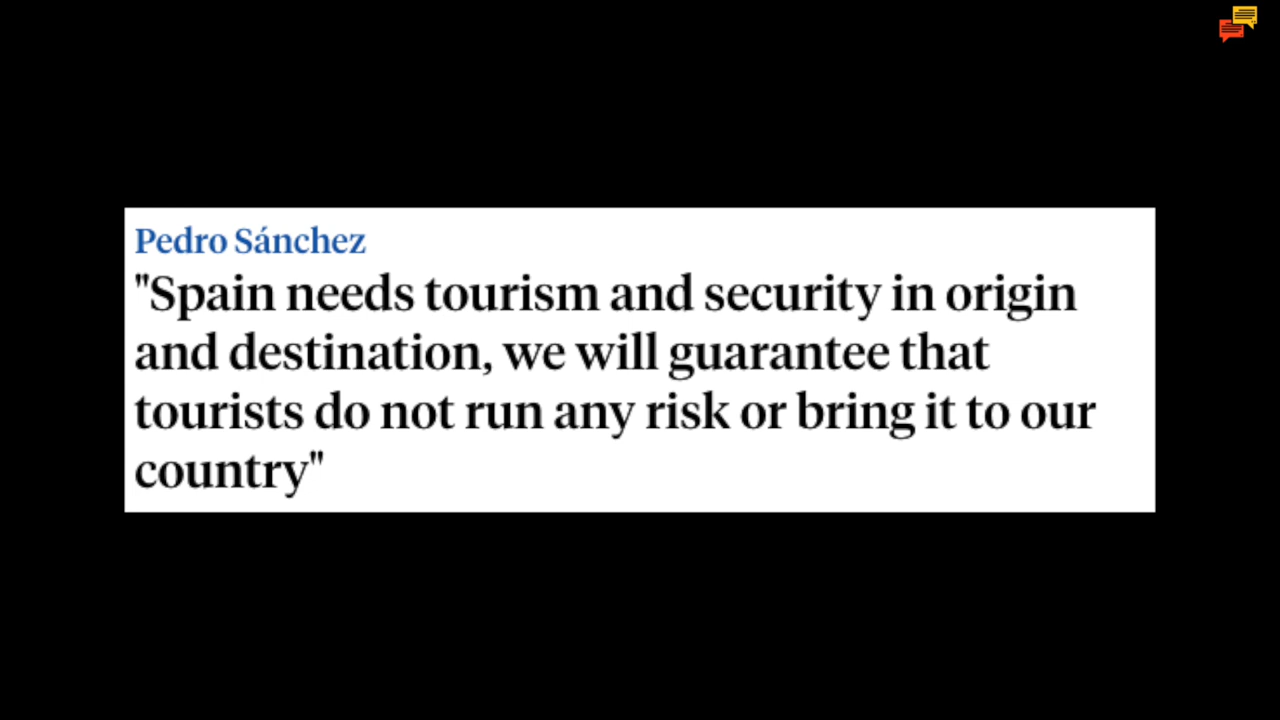 Pedro Sánchez
"Spain needs tourism and security in origin
and destination, we will guarantee that
tourists do not run any risk or bring it to our
country"